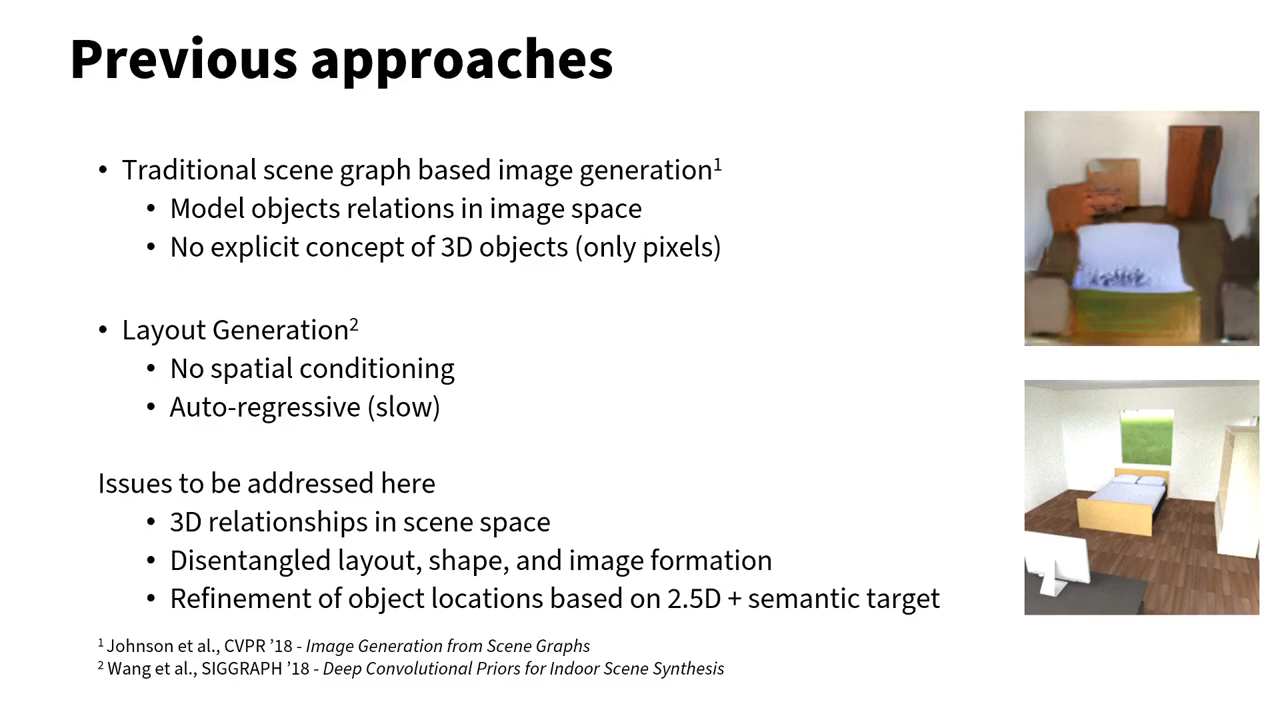 Previous approaches
• Traditional scene graph based image generation¹
• Model objects relations in image space
• No explicit concept of 3D objects (only pixels)
• Layout Generation²
• No spatial conditioning
• Auto-regressive (slow)
Issues to be addressed here
• 3D relationships in scene space
• Disentangled layout, shape, and image formation
• Refinement of object locations based on 2.5D + semantic target
¹ Johnson et al., CVPR ’18 - Image Generation from Scene Graphs
² Wang et al., SIGGRAPH ’18 - Deep Convolutional Priors for Indoor Scene Synthesis